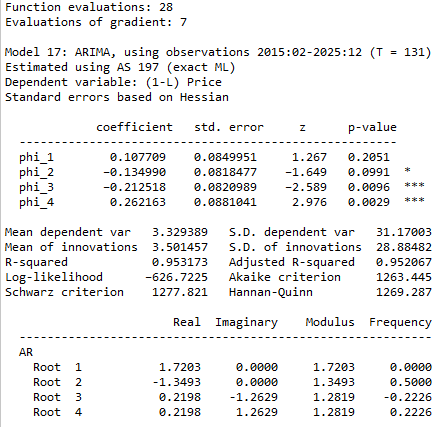 Function evaluations: 28
Evaluations of gradient: 7
Model 17: ARIMA, using observations 2015:02-2025:12 (T = 131)
Estimated using AS 197 (exact ML)
Dependent variable: (1-L) Price
Standard errors based on Hessian
coefficient std. error z p-value
---------------------------------------------------------
phi_1 0.107709 0.0849951 1.267 0.2051
phi_2 −0.134990 0.0818477 −1.649 0.0991 *
phi_3 −0.212518 0.0820989 −2.589 0.0096 ***
phi_4 0.262163 0.0881041 2.976 0.0029 ***
Mean dependent var 3.329389 S.D. dependent var 31.17003
Mean of innovations 3.501457 S.D. of innovations 28.88482
R-squared 0.953173 Adjusted R-squared 0.952067
Log-likelihood −626.7225 Akaike criterion 1263.445
Schwarz criterion 1277.821 Hannan-Quinn 1269.287
Real Imaginary Modulus Frequency
-----------------------------------------------------------
AR
Root 1 1.7203 0.0000 1.7203 0.0000
Root 2 -1.3493 0.0000 1.3493 0.5000
Root 3 0.2198 -1.2629 1.2819 -0.2226
Root 4 0.2198 1.2629 1.2819 0.2226